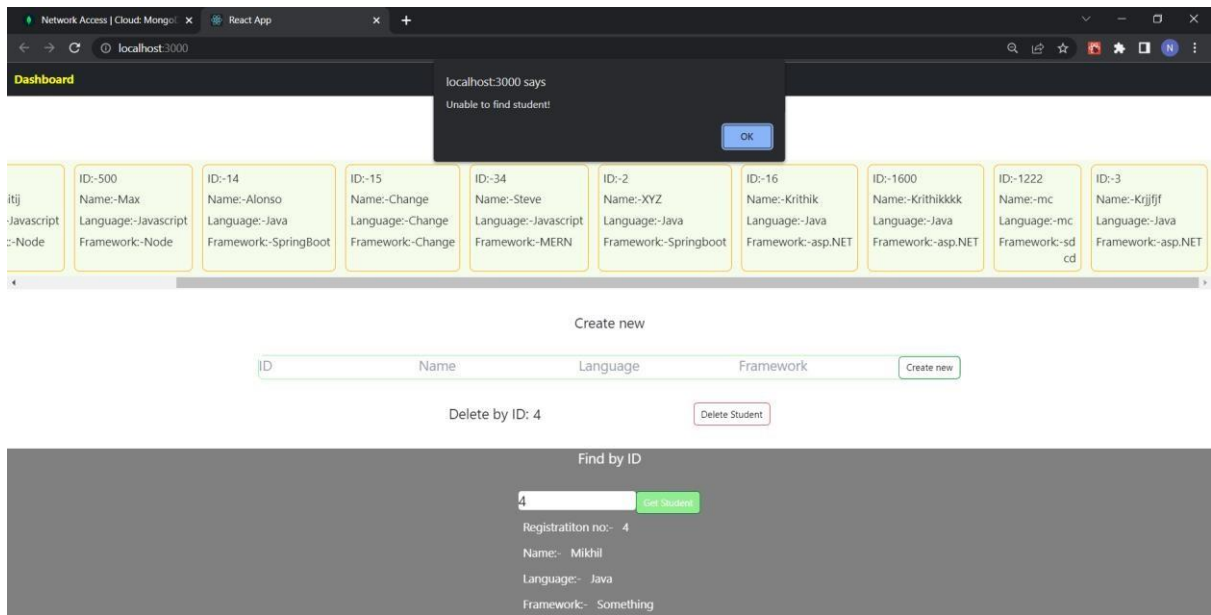 Network Access | Cloud: Mongo
React App
localhost:3000
N
Dashboard
localhost:3000 says
Unable to find student!
OK
itij
Javascript
:-Node
ID:-500
Name:-Max
Language:-Javascript
Framework:-Node
ID:-14
Name:-Alonso
Language:-Java
Framework:-SpringBoot
ID:-15
Name:-Change
Language:-Change
Framework:-Change
ID:-34
Name:-Steve
Language:-Javascript
Framework:-MERN
ID:-2
Name:-XYZ
Language:-Java
Framework:-Springboot
ID:-16
Name:-Krithik
Language:-Java
Framework:-asp.NET
ID:-1600
Name:-Krithikkkk
Language:-Java
Framework:-asp.NET
ID:-1222
Name:-mc
Language:-mc
Framework:-sd
cd
ID:-3
Name:-Krjjfjf
Language:-Java
Framework:-asp.NET
Create new
ID Name Language Framework Create new
Delete by ID: 4 Delete Student
Find by ID
4 Get Student
Registratiton no:- 4
Name:- Mikhil
Language:- Java
Framework:- Something